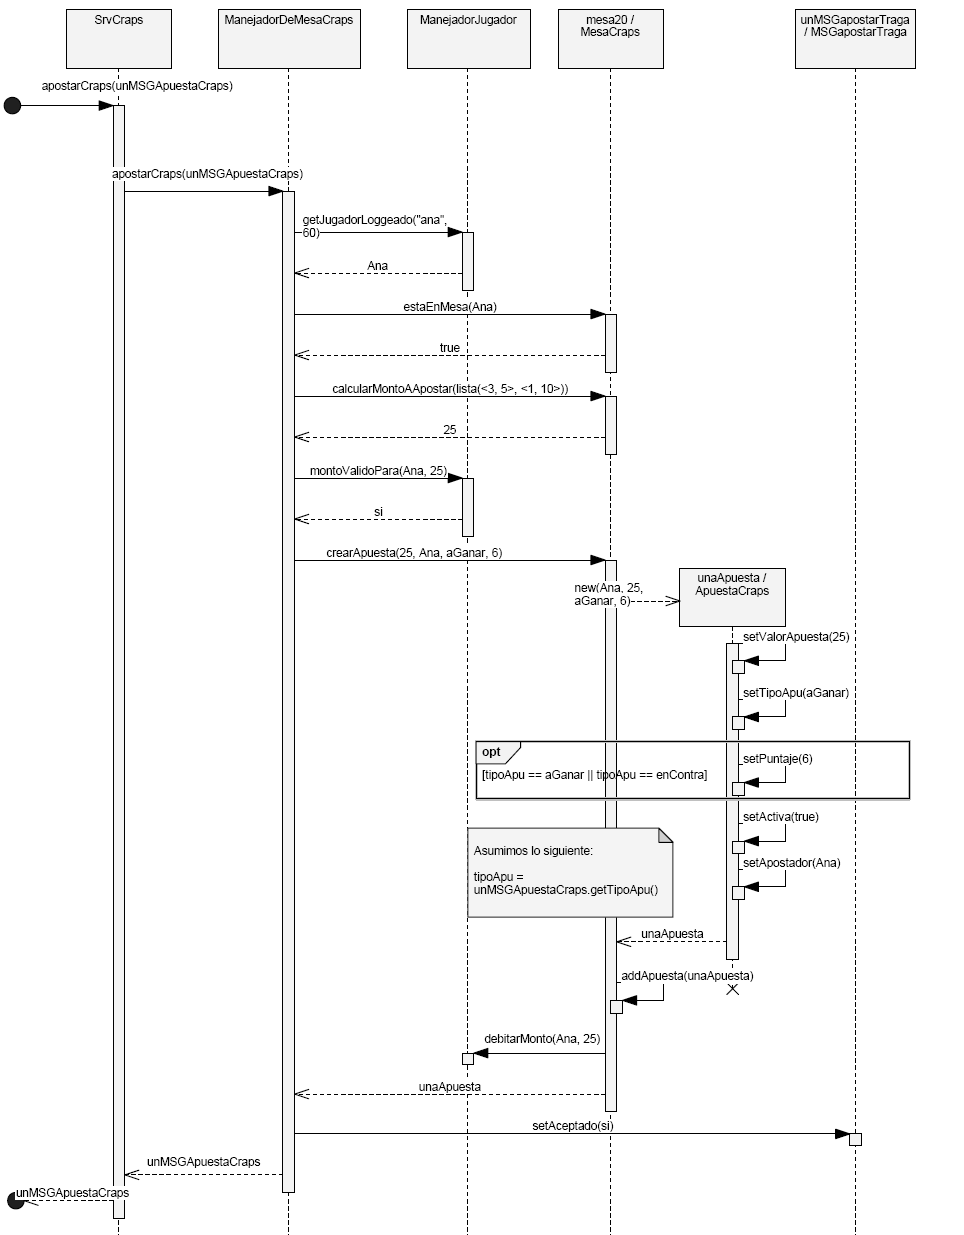 SrvCraps
ManejadorDeMesaCraps
ManejadorJugador
mesa20 /
MesaCraps
unMSGapostarTraga
/ MSGapostarTraga
apostarCraps(unMSGApuestaCraps)
apostarCraps(unMSGApuestaCraps)
getJugadorLoggeado("ana",
60)
Ana
estaEnMesa(Ana)
true
calcularMontoAApostar(lista(<3, 5>, <1, 10>))
25
montoValidoPara(Ana, 25)
si
crearApuesta(25, Ana, aGanar, 6)
new(Ana, 25,
aGanar, 6)
unaApuesta /
ApuestaCraps
setValorApuesta(25)
setTipoApu(aGanar)
opt
[tipoApu == aGanar || tipoApu == enContra]
setPuntaje(6)
setActiva(true)
Asumimos lo siguiente:
tipoApu =
unMSGApuestaCraps.getTipoApu()
setApostador(Ana)
unaApuesta
addApuesta(unaApuesta)
debitarMonto(Ana, 25)
unaApuesta
setAceptado(si)
unMSGApuestaCraps
unMSGApuestaCraps